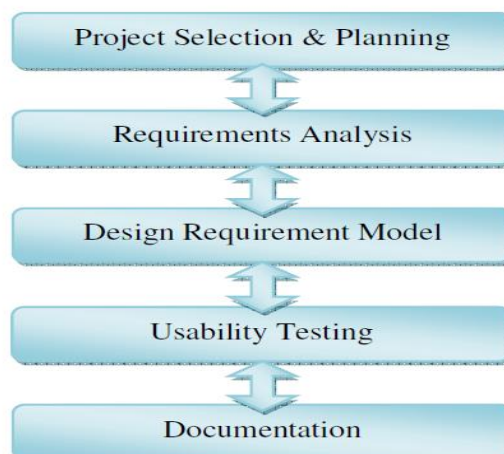 Project Selection & Planning
Requirements Analysis
Design Requirement Model
Usability Testing
Documentation